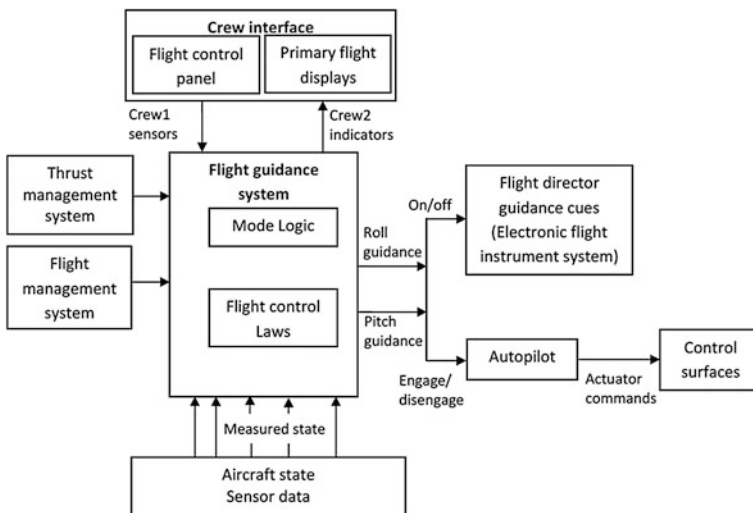 Crew interface
Flight control
panel
Primary flight
displays
Crew1
sensors
Crew2
indicators
Thrust
management
system
Flight
management
system
Flight guidance
system
Mode Logic
Flight control
Laws
Roll
guidance
Pitch
guidance
On/off
Flight director
guidance cues
(Electronic flight
instrument system)
Engage/
disengage
Autopilot
Actuator
commands
Control
surfaces
Measured state
Aircraft state
Sensor data